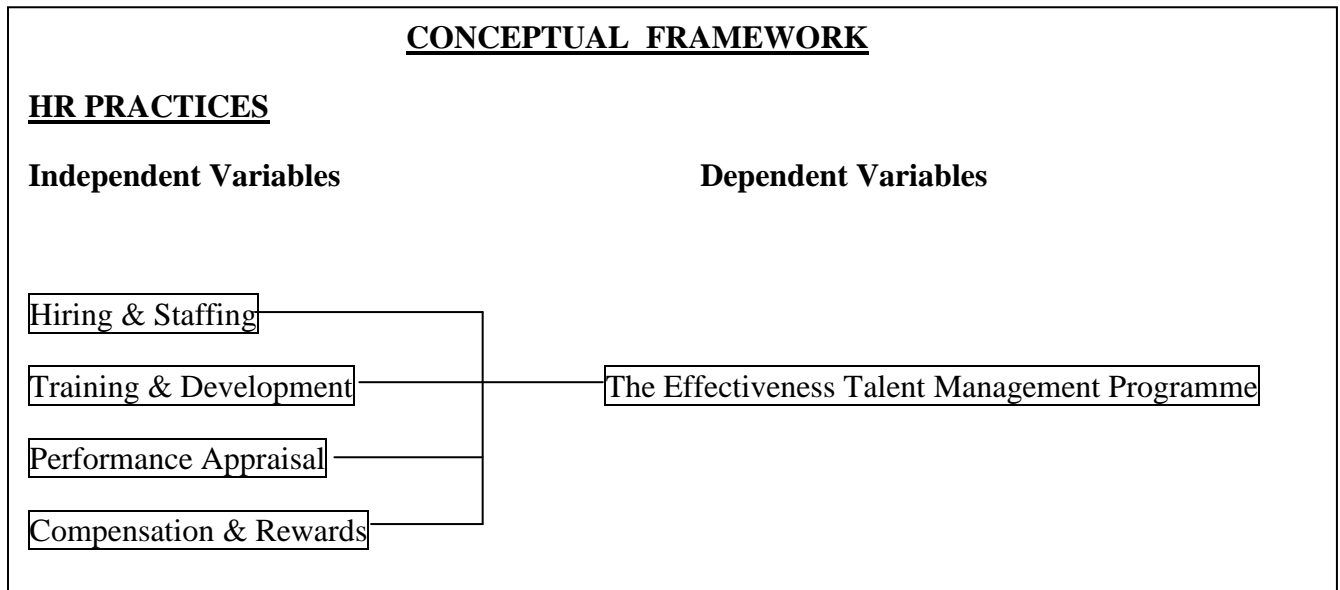 CONCEPTUAL FRAMEWORK
HR PRACTICES
Independent Variables Dependent Variables
Hiring & Staffing
Training & Development The Effectiveness Talent Management Programme
Performance Appraisal
Compensation & Rewards